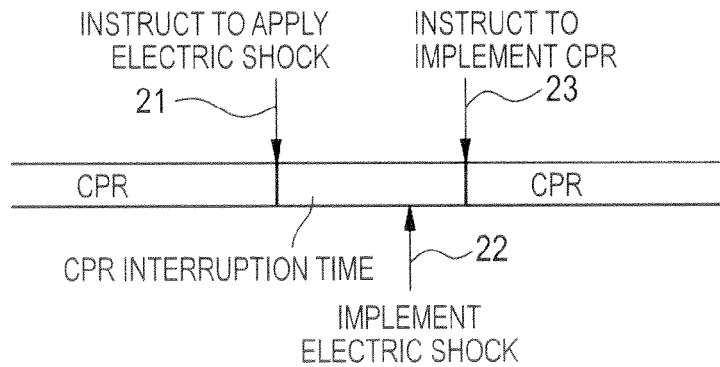 INSTRUCT TO APPLY
ELECTRIC SHOCK
21
INSTRUCT TO
IMPLEMENT CPR
23
CPR
CPR
CPR INTERRUPTION TIME
22
IMPLEMENT
ELECTRIC SHOCK